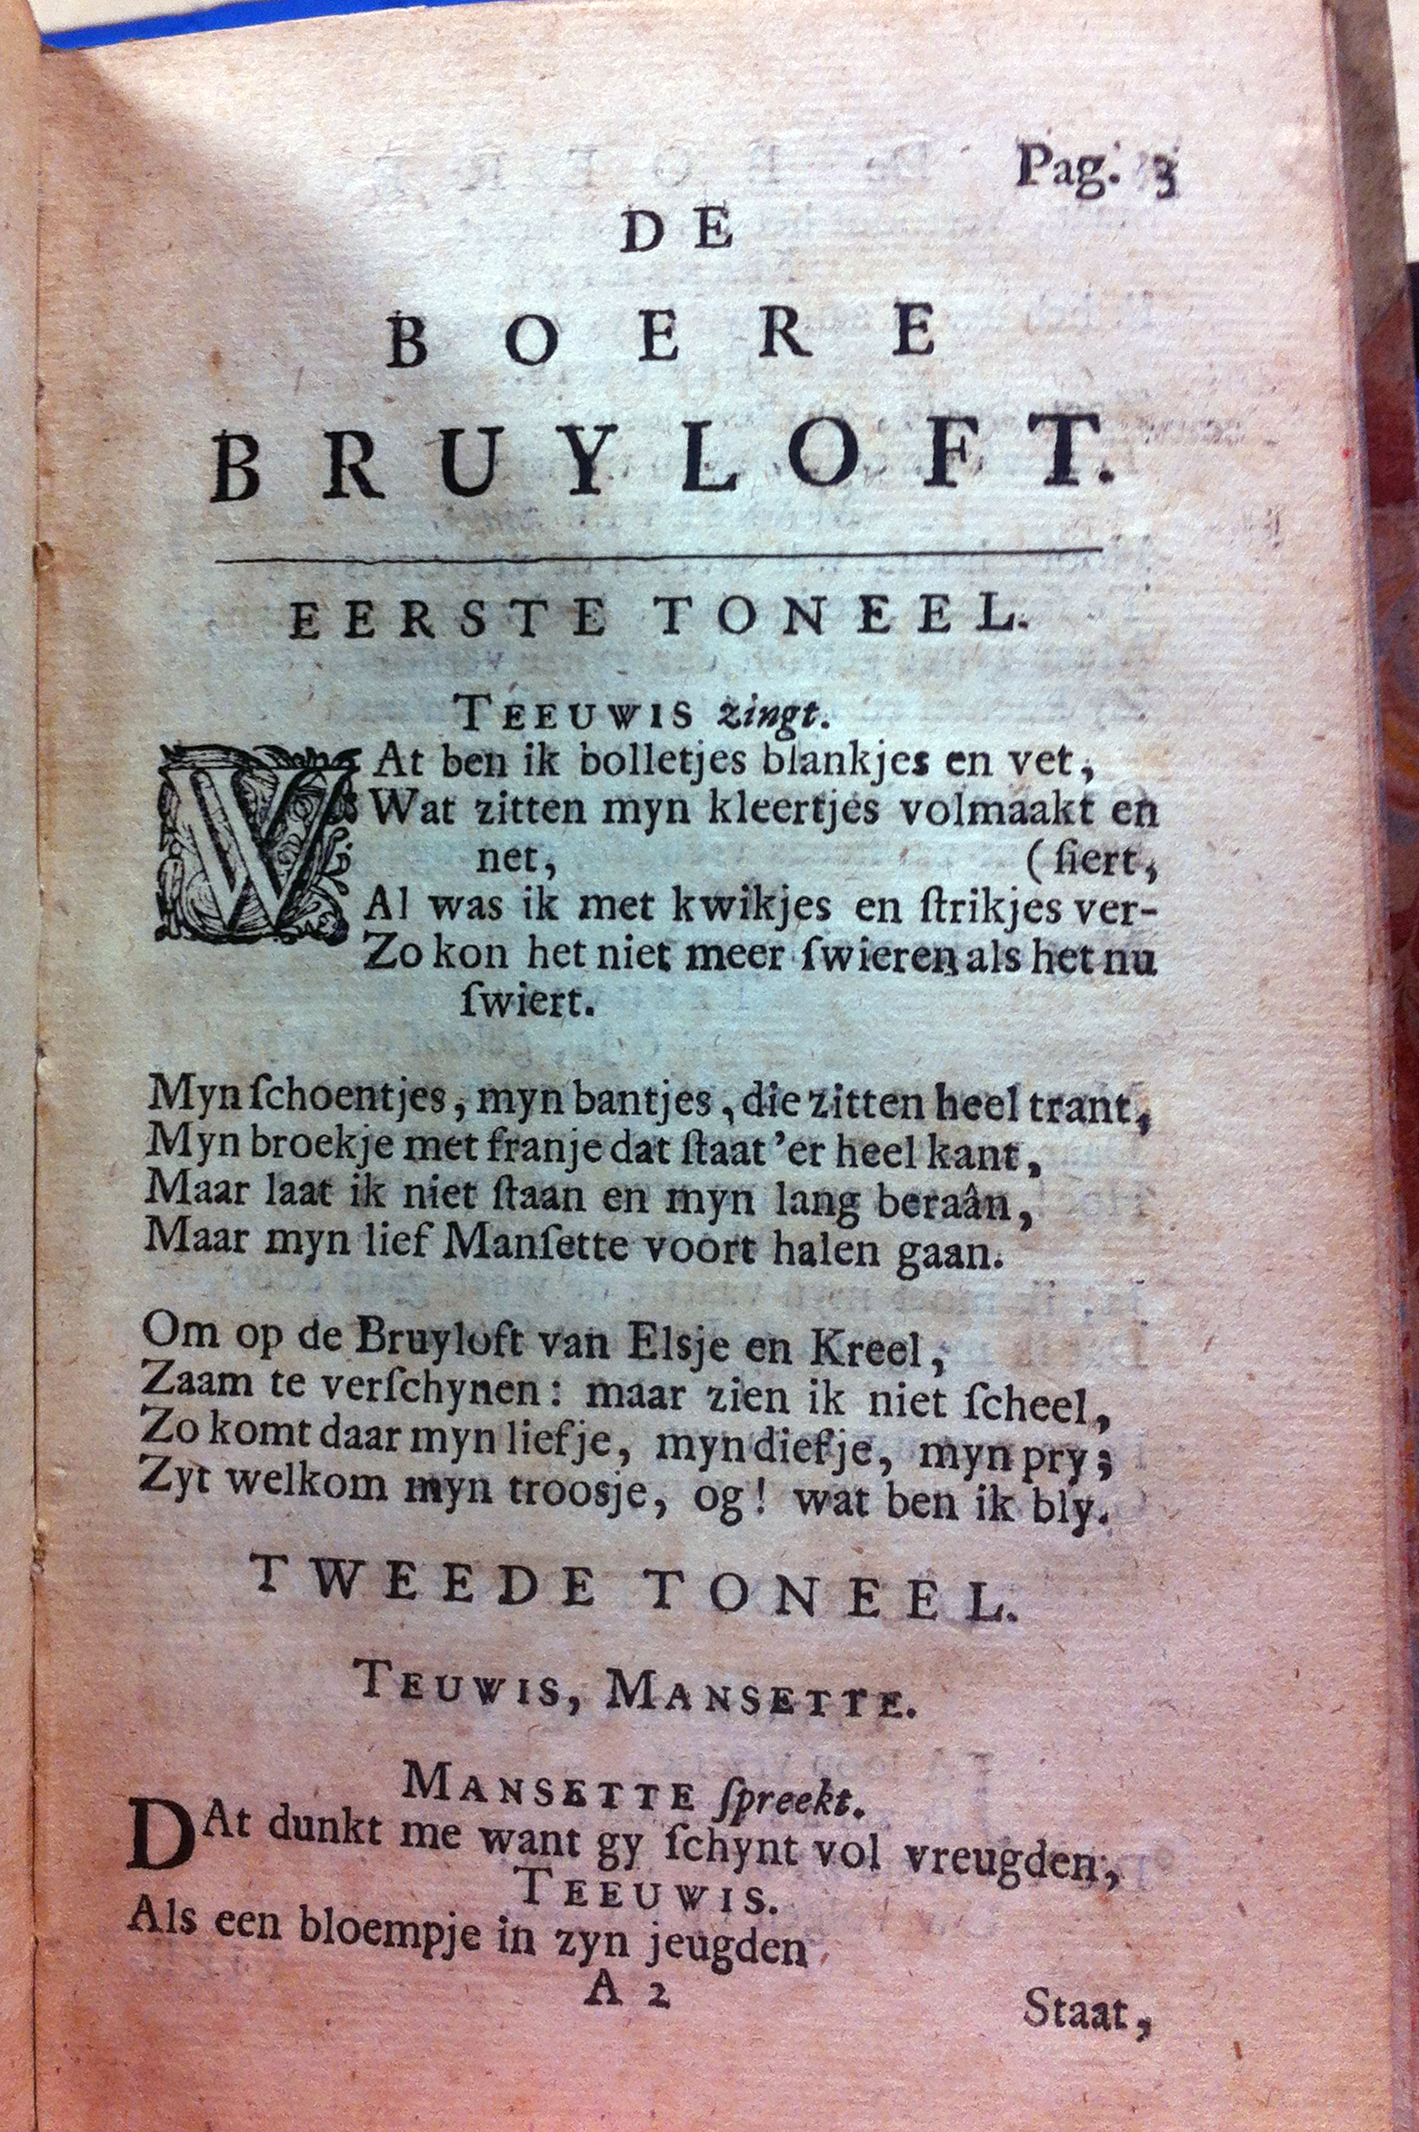 Pag. 3
DE
BOERE
BRUYLOFT.
EERSTE TONEEL.
TEEUWIS zingt.
WAt ben ik bolletjes blankjes en vet,
Wat zitten myn kleertjes volmaakt en
net, (ſiert,
Al was ik met kwikjes en ſtrikjes ver-
Zo kon het niet meer ſwieren als het nu
ſwiert.
Myn ſchoentjes, myn bantjes, die zitten heel trant,
Myn broekje met franje dat ſtaat 'er heel kant,
Maar laat ik niet ſtaan en myn lang beraân,
Maar myn lief Manſette voort halen gaan.
Om op de Bruyloft van Elsje en Kreel,
Zaam te verſchynen: maar zien ik niet ſcheel,
Zo komt daar myn liefje, myn diefje, myn pry;
Zyt welkom myn troosje, og! wat ben ik bly.
TWEEDE TONEEL.
TEUWIS, MANSETTE.
MANSETTE ſpreekt.
DAt dunkt me want gy ſchynt vol vreugden,
TEEUWIS.
Als een bloempje in zyn jeugden
A 2
Staat,